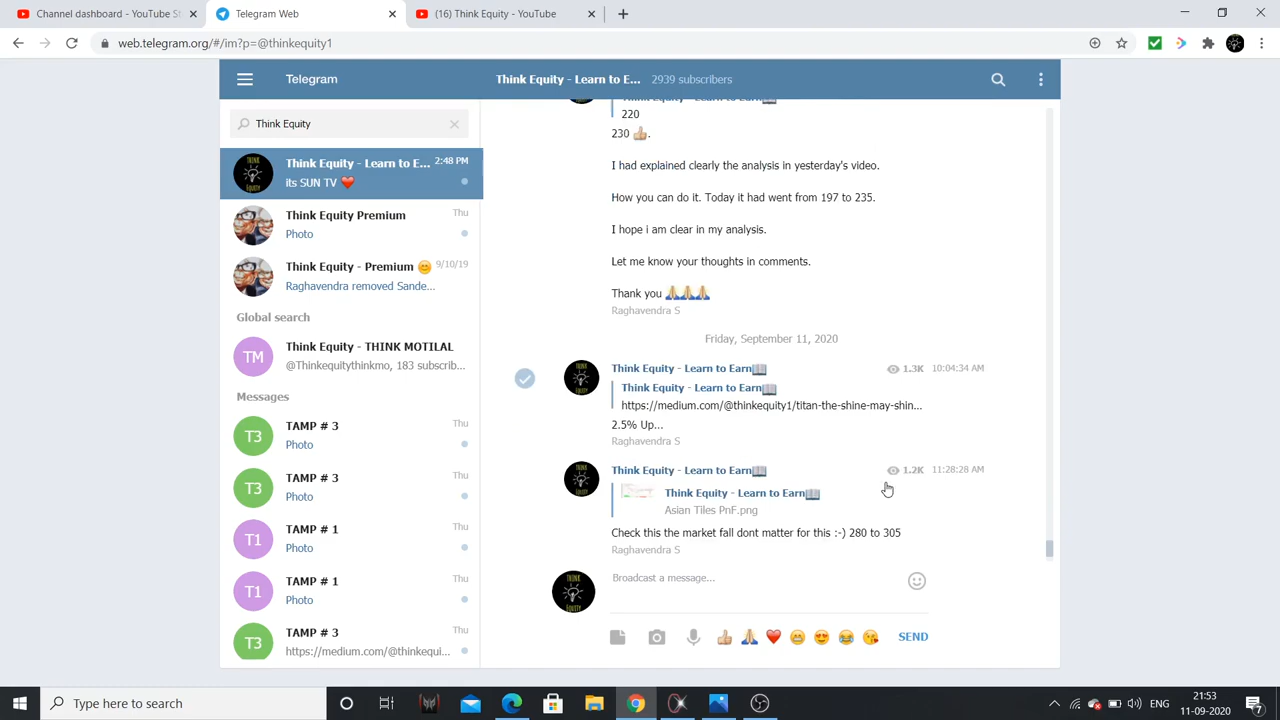 Channel dashboard - YouTube St
Telegram Web
(16) Think Equity - YouTube
web.telegram.org/#/im?p=@thinkequity1
Telegram
Think Equity - Learn to E... 2939 subscribers
Think Equity
Think Equity - Learn to E... 2:48 PM
its SUN TV ❤️
Think Equity Premium Thu
Photo
Think Equity - Premium 😊 9/10/19
Raghavendra removed Sande...
Global search
TM
Think Equity - THINK MOTILAL
@Thinkequitythinkmo, 183 subscrib...
Messages
T3
TAMP # 3 Thu
Photo
T3
TAMP # 3 Thu
Photo
T1
TAMP # 1 Thu
Photo
T1
TAMP # 1 Thu
Photo
T3
TAMP # 3 Thu
https://medium.com/@thinkequi...
Think Equity - Learn to Earn📖
220
230 👍.
I had explained clearly the analysis in yesterday's video.
How you can do it. Today it had went from 197 to 235.
I hope i am clear in my analysis.
Let me know your thoughts in comments.
Thank you 🙏🙏🙏
Raghavendra S
Friday, September 11, 2020
Think Equity - Learn to Earn📖 1.3K 10:04:34 AM
Think Equity - Learn to Earn📖
https://medium.com/@thinkequity1/titan-the-shine-may-shin...
2.5% Up...
Raghavendra S
Think Equity - Learn to Earn📖 1.2K 11:28:28 AM
Think Equity - Learn to Earn📖
Asian Tiles PnF.png
Check this the market fall dont matter for this :-) 280 to 305
Raghavendra S
Broadcast a message...
SEND
Type here to search
ENG
21:53
11-09-2020
7